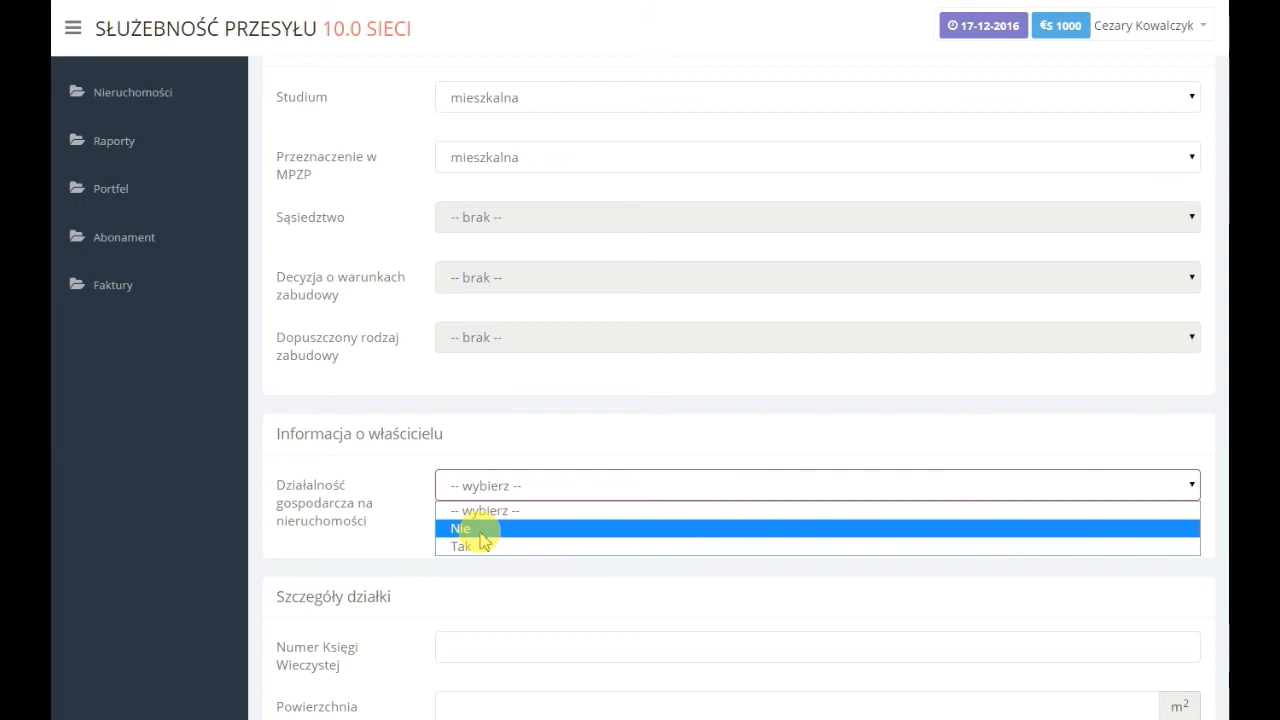 SŁUŻEBNOŚĆ PRZESYŁU 10.0 SIECI
17-12-2016 €$ 1000 Cezary Kowalczyk
Nieruchomości
Raporty
Portfel
Abonament
Faktury
Studium mieszkalna
Przeznaczenie w mieszkalna
MPZP
Sąsiedztwo -- brak --
Decyzja o warunkach -- brak --
zabudowy
Dopuszczony rodzaj -- brak --
zabudowy
Informacja o właścicielu
Działalność -- wybierz --
gospodarcza na
nieruchomości
-- wybierz --
Nie
Tak
Szczegóły działki
Numer Księgi
Wieczystej
Powierzchnia m²